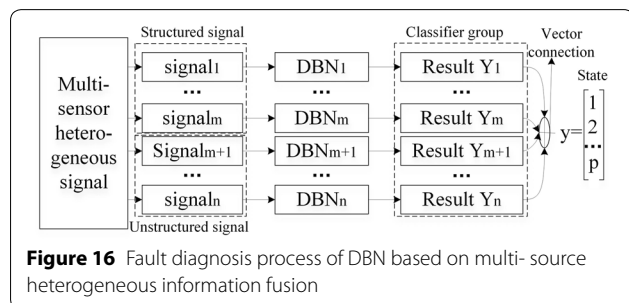 Structured signal
Classifier group
Vector
connection
Multi-
sensor
hetero-
geneous
signal
signal1
DBN1
Result Y1
...
...
...
signalm
DBNm
Result Ym
Signalm+1
DBNm+1
Result Ym+1
...
...
...
signaln
DBNn
Result Yn
Unstructured signal
State
y=
1
2
...
p
Figure 16 Fault diagnosis process of DBN based on multi- source
heterogeneous information fusion